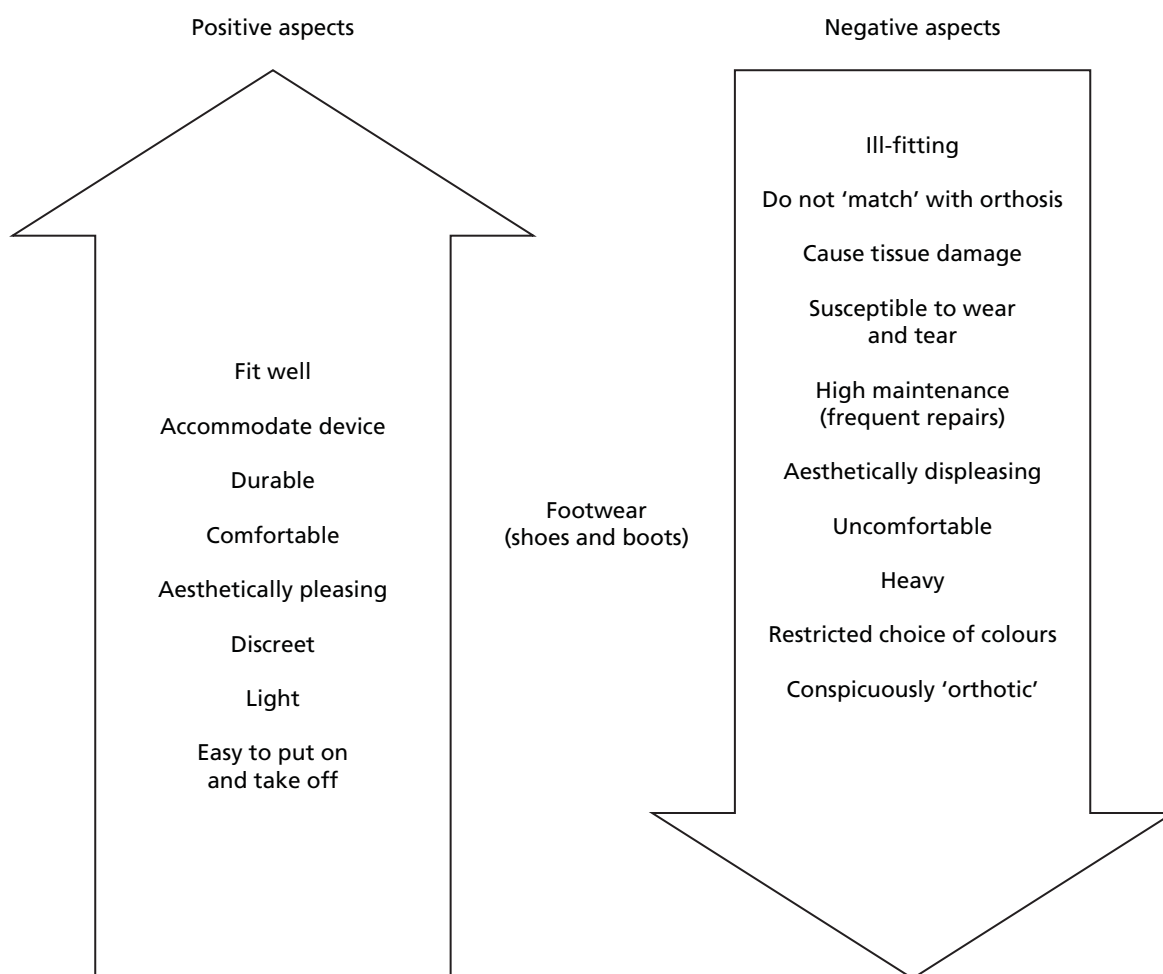 Positive aspects
Fit well
Accommodate device
Durable
Comfortable
Aesthetically pleasing
Discreet
Light
Easy to put on
and take off
Footwear
(shoes and boots)
Negative aspects
Ill-fitting
Do not ‘match’ with orthosis
Cause tissue damage
Susceptible to wear
and tear
High maintenance
(frequent repairs)
Aesthetically displeasing
Uncomfortable
Heavy
Restricted choice of colours
Conspicuously ‘orthotic’